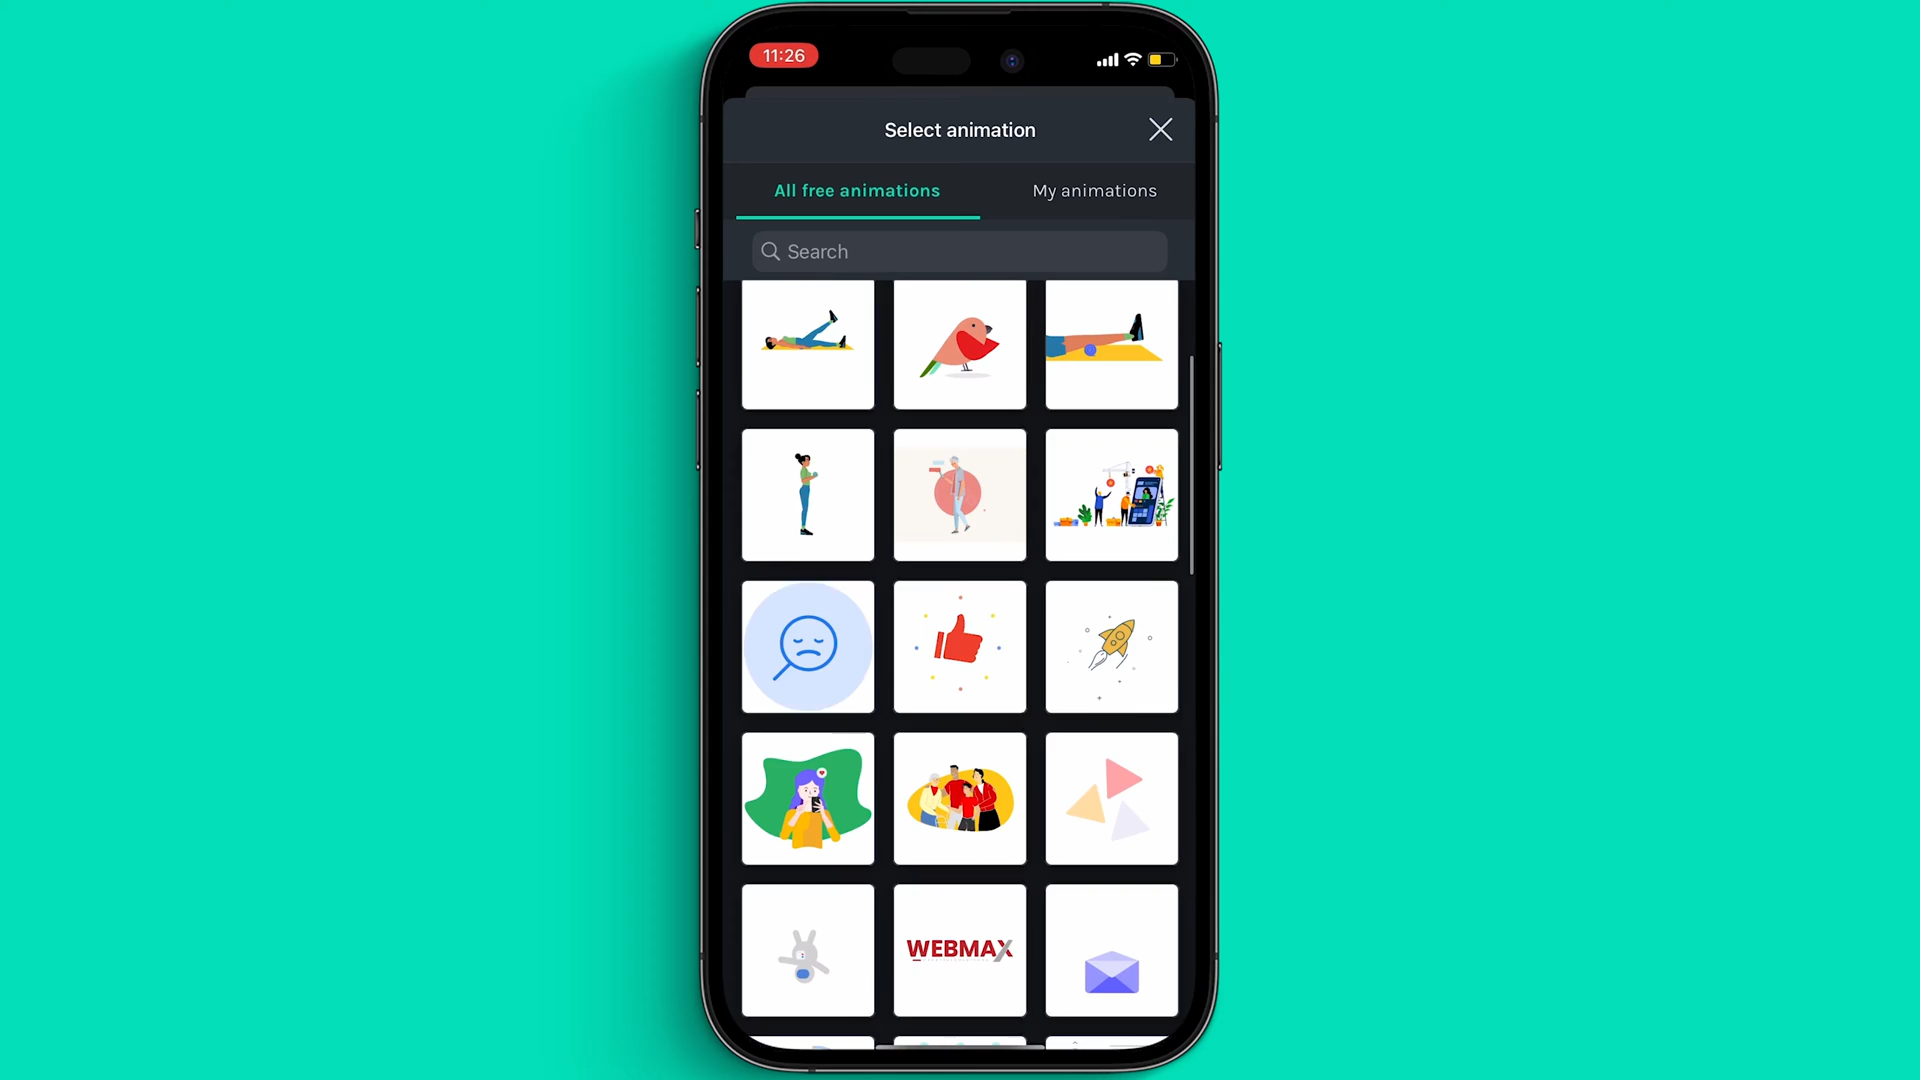 11:26
Select animation
All free animations
My animations
Search
WEBMAX